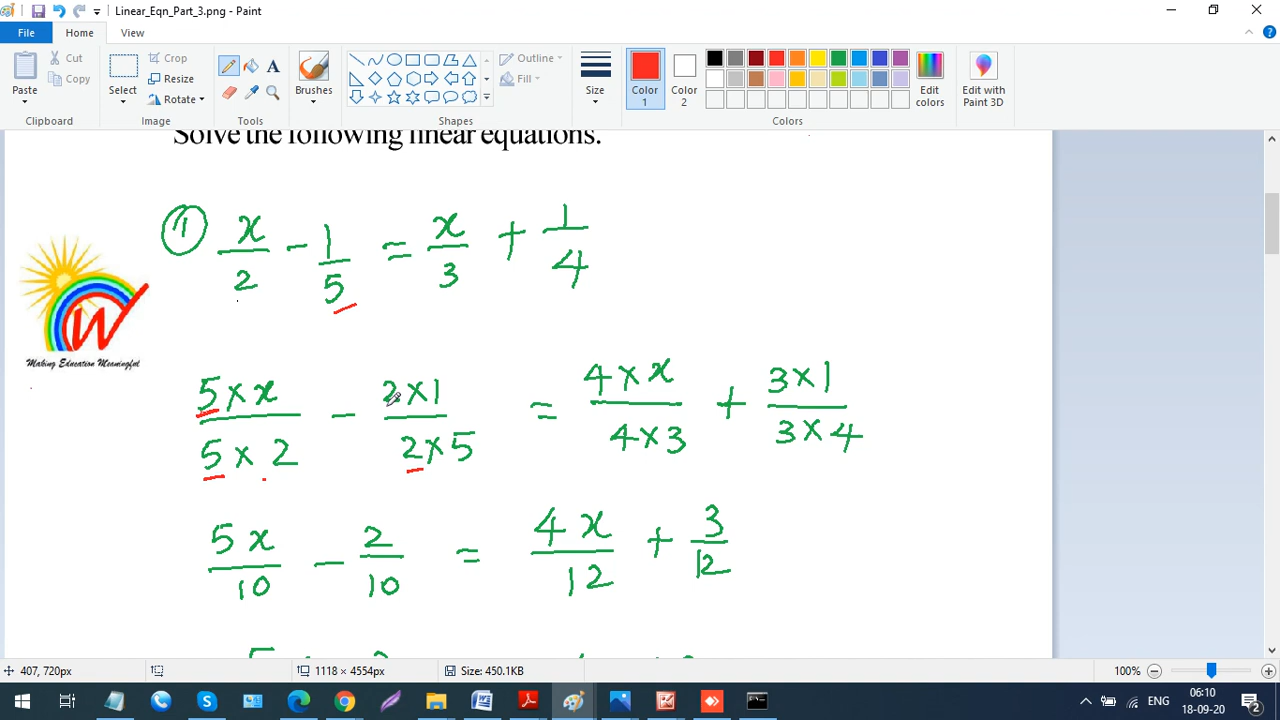 Linear_Eqn_Part_3.png - Paint
File Home View
Paste Cut Copy Clipboard
Select Crop Resize Rotate Image
Tools
Brushes
Outline Fill Shapes
Size
Color 1 Color 2 Edit colors Edit with Paint 3D Colors
Solve the following linear equations.
① x/2 - 1/5 = x/3 + 1/4
Making Education Meaningful
5 × x / 5 × 2 - 2 × 1 / 2 × 5 = 4 × x / 4 × 3 + 3 × 1 / 3 × 4
5x/10 - 2/10 = 4x/12 + 3/12
407, 720px 1118 × 4554px Size: 450.1KB 100%
ENG 06:10 18-09-20 2